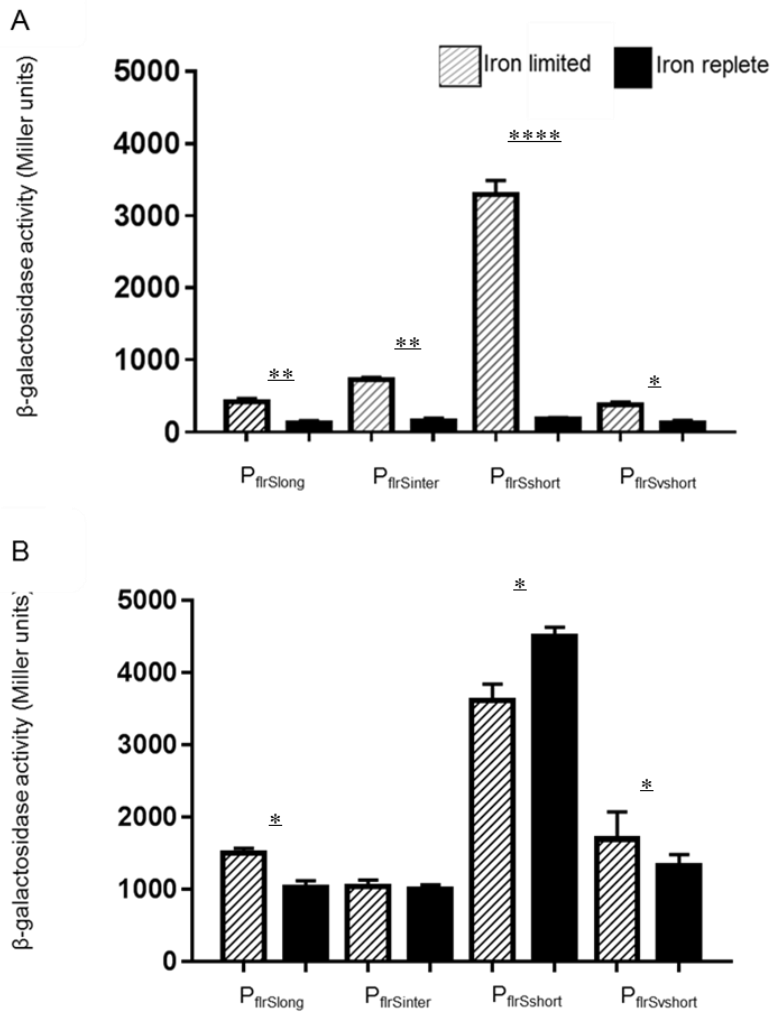 A
Iron limited Iron replete
β-galactosidase activity (Miller units)
5000
4000
3000
2000
1000
0
**
**
****
*
PflrSlong PflrSinter PflrSshort PflrSvshort
B
β-galactosidase activity (Miller units)
5000
4000
3000
2000
1000
0
*
*
*
PflrSlong PflrSinter PflrSshort PflrSvshort